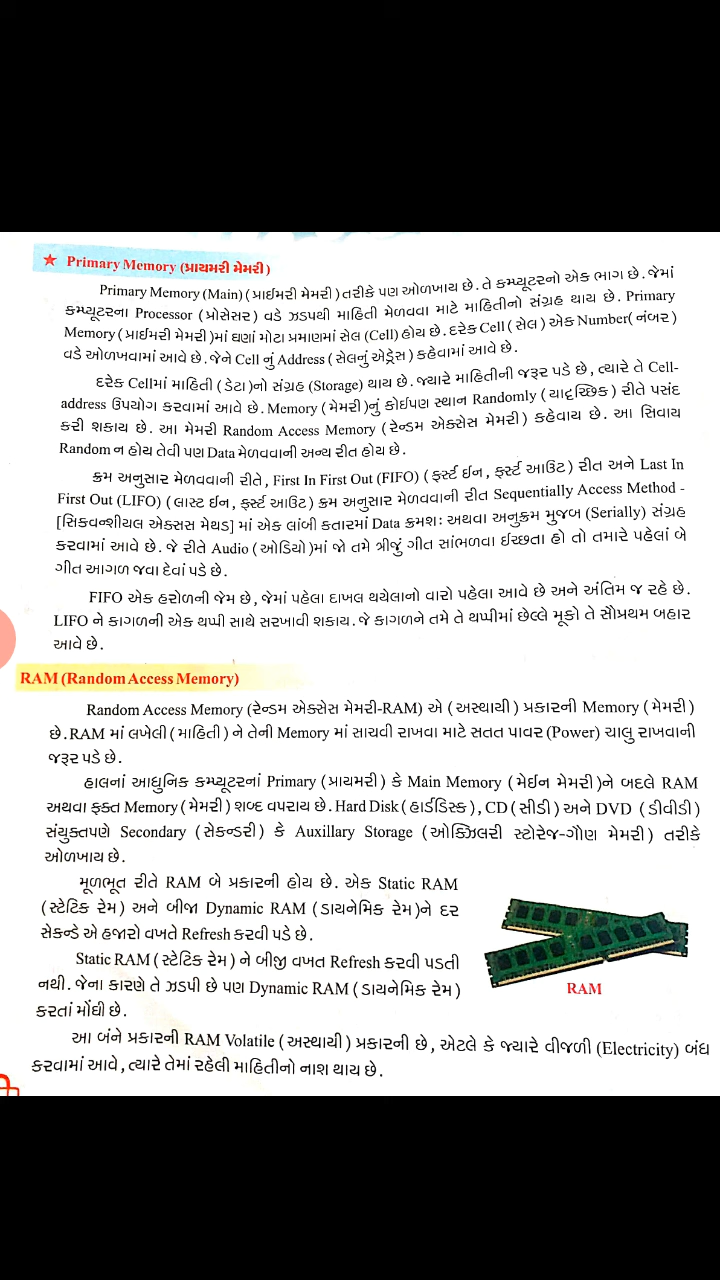 ★ Primary Memory (પ્રાયમરી મેમરી)
Primary Memory (Main) (પ્રાઈમરી મેમરી) તરીકે પણ ઓળખાય છે. તે કમ્પ્યૂટરનો એક ભાગ છે. જેમાં
કમ્પ્યૂટરના Processor (પ્રોસેસર) વડે ઝડપથી માહિતી મેળવવા માટે માહિતીનો સંગ્રહ થાય છે. Primary
Memory (પ્રાઈમરી મેમરી)માં ઘણાં મોટા પ્રમાણમાં સેલ (Cell) હોય છે. દરેક Cell (સેલ) એક Number(નંબર)
વડે ઓળખવામાં આવે છે. જેને Cell નું Address (સેલનું એડ્રેસ) કહેવામાં આવે છે.
દરેક Cellમાં માહિતી (ડેટા)નો સંગ્રહ (Storage) થાય છે. જ્યારે માહિતીની જરૂર પડે છે, ત્યારે તે Cell-
address ઉપયોગ કરવામાં આવે છે. Memory (મેમરી)નું કોઈપણ સ્થાન Randomly (યાદૃચ્છિક) રીતે પસંદ
કરી શકાય છે. આ મેમરી Random Access Memory (રેન્ડમ એક્સેસ મેમરી) કહેવાય છે. આ સિવાય
Random ન હોય તેવી પણ Data મેળવવાની અન્ય રીત હોય છે.
ક્રમ અનુસાર મેળવવાની રીતે, First In First Out (FIFO) (ફર્સ્ટ ઈન, ફર્સ્ટ આઉટ) રીત અને Last In
First Out (LIFO) (લાસ્ટ ઈન, ફર્સ્ટ આઉટ) ક્રમ અનુસાર મેળવવાની રીત Sequentially Access Method -
[સિકવન્શીયલ એક્સસ મેથડ] માં એક લાંબી કતારમાં Data ક્રમશઃ અથવા અનુક્રમ મુજબ (Serially) સંગ્રહ
કરવામાં આવે છે. જે રીતે Audio (ઓડિયો)માં જો તમે ત્રીજું ગીત સાંભળવા ઈચ્છતા હો તો તમારે પહેલાં બે
ગીત આગળ જવા દેવાં પડે છે.
FIFO એક હરોળની જેમ છે, જેમાં પહેલા દાખલ થયેલાનો વારો પહેલા આવે છે અને અંતિમ જ રહે છે.
LIFO ને કાગળની એક થપ્પી સાથે સરખાવી શકાય. જે કાગળને તમે તે થપ્પીમાં છેલ્લે મૂકો તે સૌપ્રથમ બહાર
આવે છે.
RAM (Random Access Memory)
Random Access Memory (રેન્ડમ એક્સેસ મેમરી-RAM) એ (અસ્થાયી) પ્રકારની Memory (મેમરી)
છે. RAM માં લખેલી (માહિતી) ને તેની Memory માં સાચવી રાખવા માટે સતત પાવર (Power) ચાલુ રાખવાની
જરૂર પડે છે.
હાલનાં આધુનિક કમ્પ્યૂટરનાં Primary (પ્રાયમરી) કે Main Memory (મેઈન મેમરી)ને બદલે RAM
અથવા ફક્ત Memory (મેમરી) શબ્દ વપરાય છે. Hard Disk (હાર્ડડિસ્ક), CD (સીડી) અને DVD (ડીવીડી)
સંયુક્તપણે Secondary (સેકન્ડરી) કે Auxillary Storage (ઓક્ઝિલરી સ્ટોરેજ-ગૌણ મેમરી) તરીકે
ઓળખાય છે.
મૂળભૂત રીતે RAM બે પ્રકારની હોય છે. એક Static RAM
(સ્ટેટિક રેમ) અને બીજા Dynamic RAM (ડાયનેમિક રેમ)ને દર
સેકન્ડે એ હજારો વખતે Refresh કરવી પડે છે.
Static RAM (સ્ટેટિક રેમ) ને બીજી વખત Refresh કરવી પડતી
નથી. જેના કારણે તે ઝડપી છે પણ Dynamic RAM (ડાયનેમિક રેમ)
કરતાં મોંઘી છે.
RAM
આ બંને પ્રકારની RAM Volatile (અસ્થાયી) પ્રકારની છે, એટલે કે જ્યારે વીજળી (Electricity) બંધ
કરવામાં આવે, ત્યારે તેમાં રહેલી માહિતીનો નાશ થાય છે.